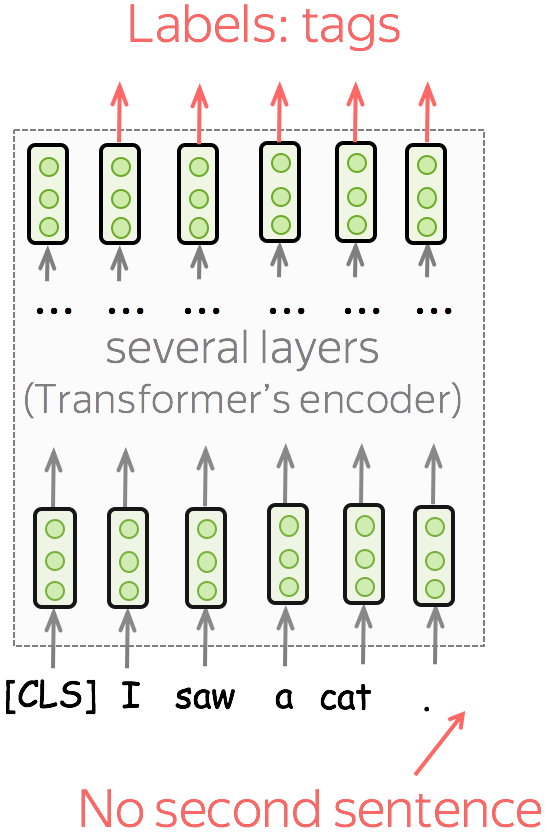 Labels: tags
... ... ... ... ... ...
several layers
(Transformer's encoder)
[CLS] I saw a cat .
No second sentence